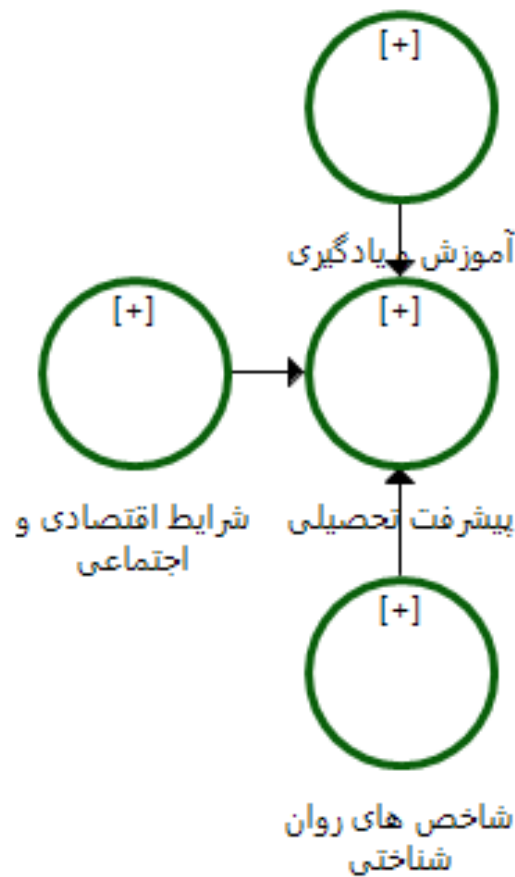 [+]
آموزش و یادگیری
[+]
[+]
پیشرفت تحصیلی
شرایط اقتصادی و
اجتماعی
[+]
شاخص های روان
شناختی